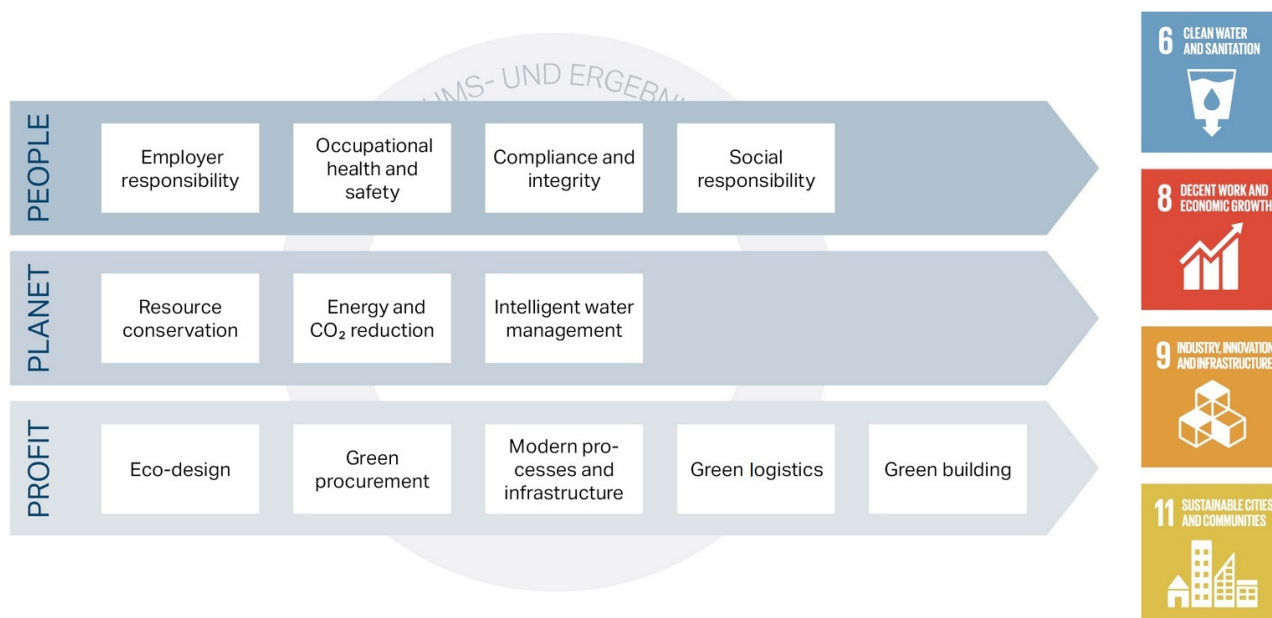 UMS- UND ERGEBNI
PEOPLE
Employer
responsibility
Occupational
health and
safety
Compliance and
integrity
Social
responsibility
PLANET
Resource
conservation
Energy and
CO₂ reduction
Intelligent water
management
PROFIT
Eco-design
Green
procurement
Modern pro-
cesses and
infrastructure
Green logistics
Green building
6 CLEAN WATER
AND SANITATION
8 DECENT WORK AND
ECONOMIC GROWTH
9 INDUSTRY, INNOVATION
AND INFRASTRUCTURE
11 SUSTAINABLE CITIES
AND COMMUNITIES